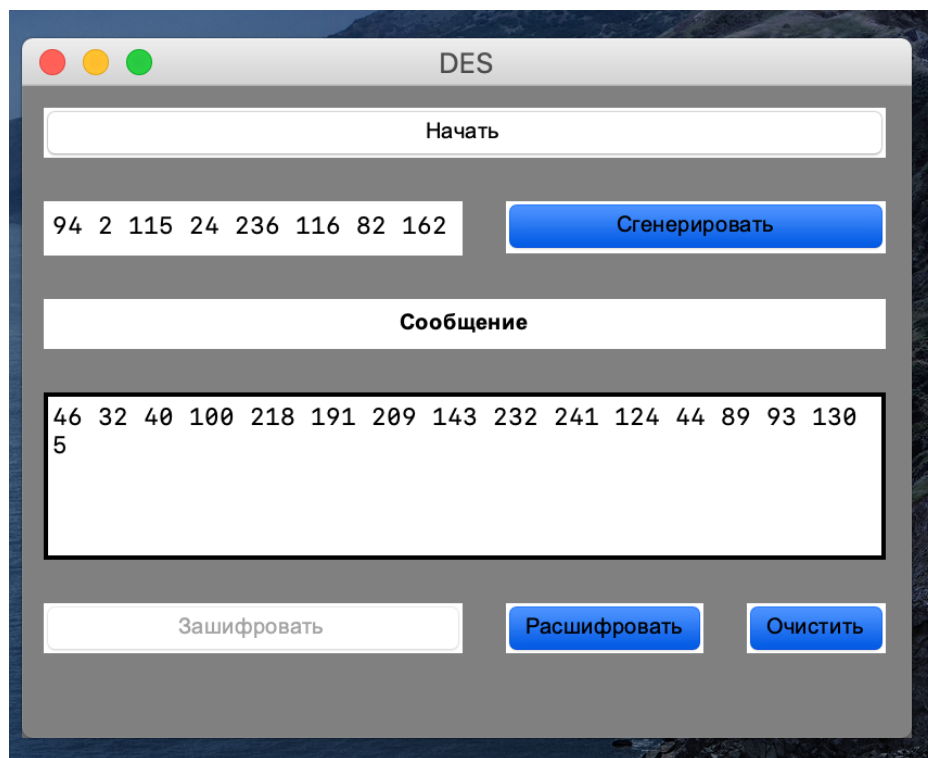 DES
Начать
94 2 115 24 236 116 82 162
Сгенерировать
Сообщение
46 32 40 100 218 191 209 143 232 241 124 44 89 93 130
5
Зашифровать
Расшифровать
Очистить